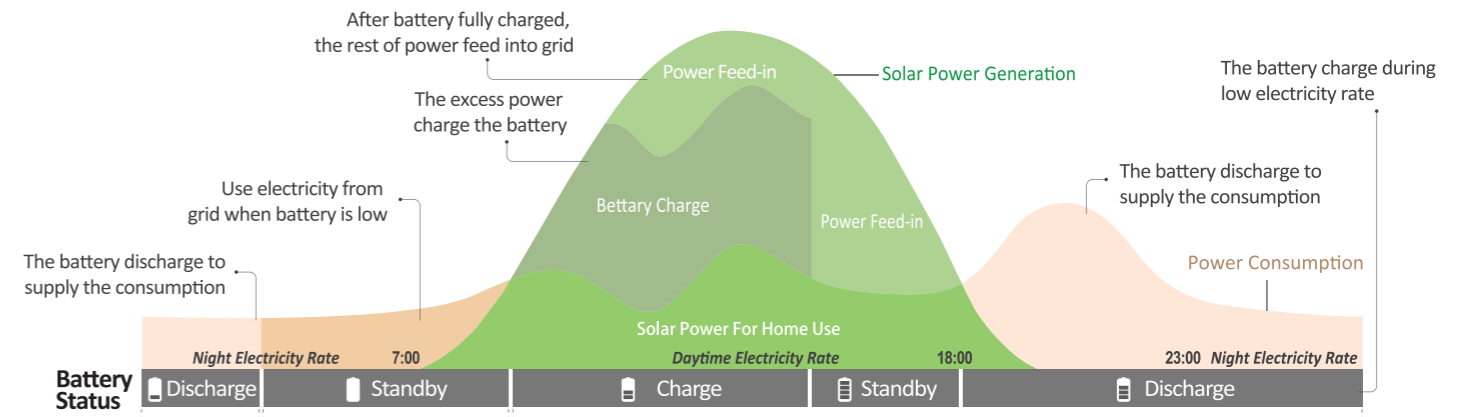 After battery fully charged,
the rest of power feed into grid
Power Feed-in
Solar Power Generation
The battery charge during
low electricity rate
The excess power
charge the battery
Use electricity from
grid when battery is low
Bettary Charge
Power Feed-in
The battery discharge to
supply the consumption
The battery discharge to
supply the consumption
Power Consumption
Solar Power For Home Use
Night Electricity Rate 7:00 Daytime Electricity Rate 18:00 23:00 Night Electricity Rate
Battery
Status
Discharge Standby Charge Standby Discharge